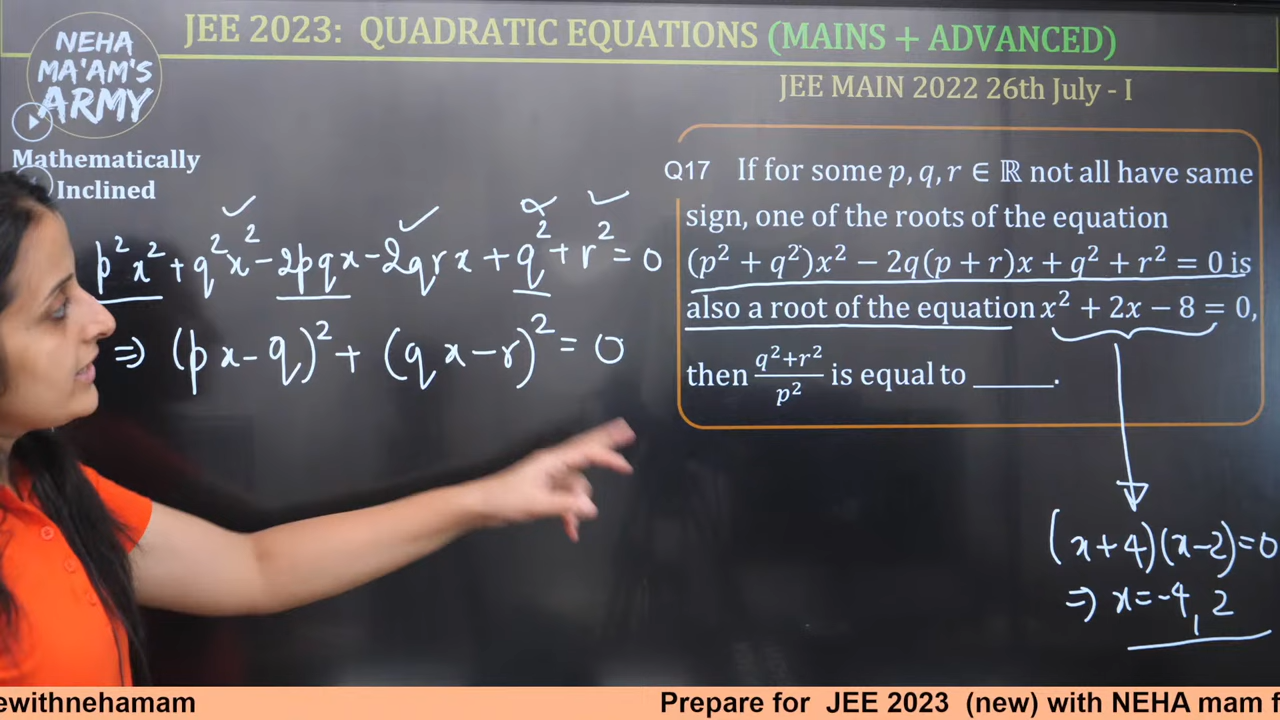 JEE 2023: QUADRATIC EQUATIONS (MAINS + ADVANCED)
NEHA
MA'AM'S
ARMY
Mathematically
Inclined
JEE MAIN 2022 26th July - I
Q17 If for some p, q, r ∈ ℝ not all have same
sign, one of the roots of the equation
(p² + q²)x² − 2q(p + r)x + q² + r² = 0 is
also a root of the equation x² + 2x − 8 = 0,
then (q²+r²)/p² is equal to ______.
p²x² + q²x² − 2pqx − 2qrx + q² + r² = 0
⇒ (px − q)² + (qx − r)² = 0
(x+4)(x−2)=0
⇒ x=−4, 2
ewithnehamam
Prepare for JEE 2023 (new) with NEHA mam f